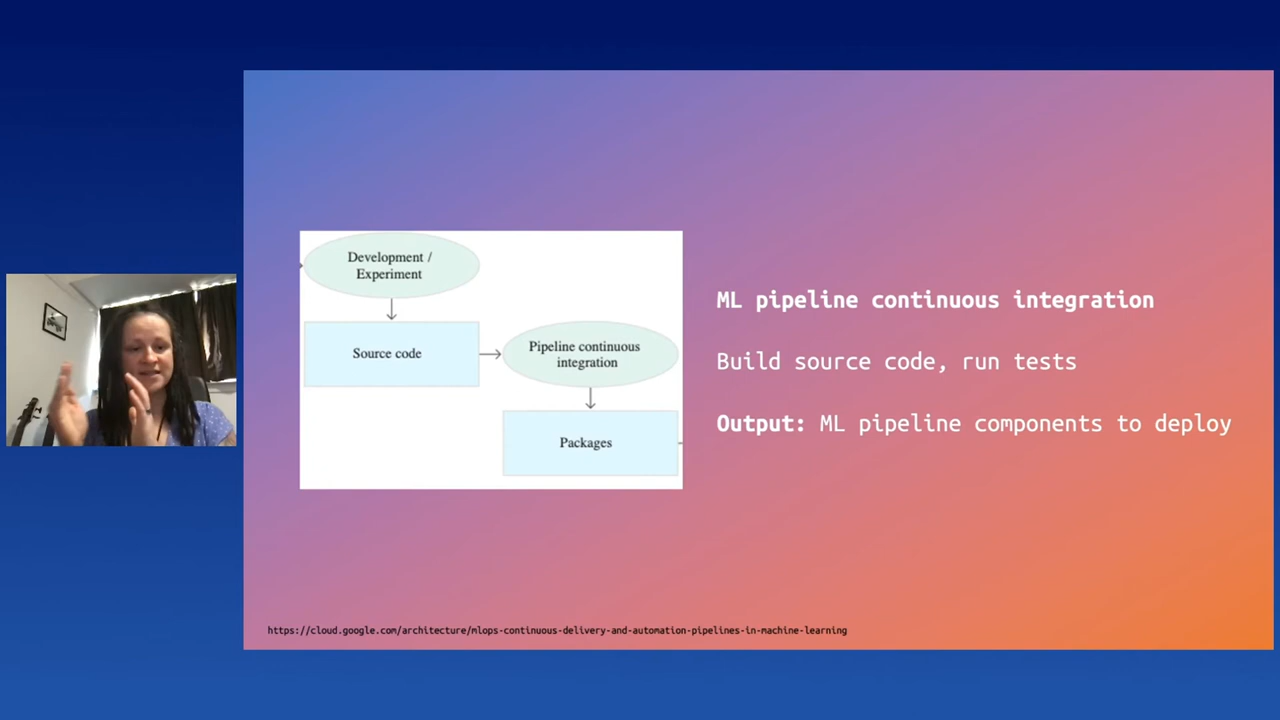 Development /
Experiment
Source code
Pipeline continuous
integration
Packages
ML pipeline continuous integration
Build source code, run tests
Output: ML pipeline components to deploy
https://cloud.google.com/architecture/mlops-continuous-delivery-and-automation-pipelines-in-machine-learning